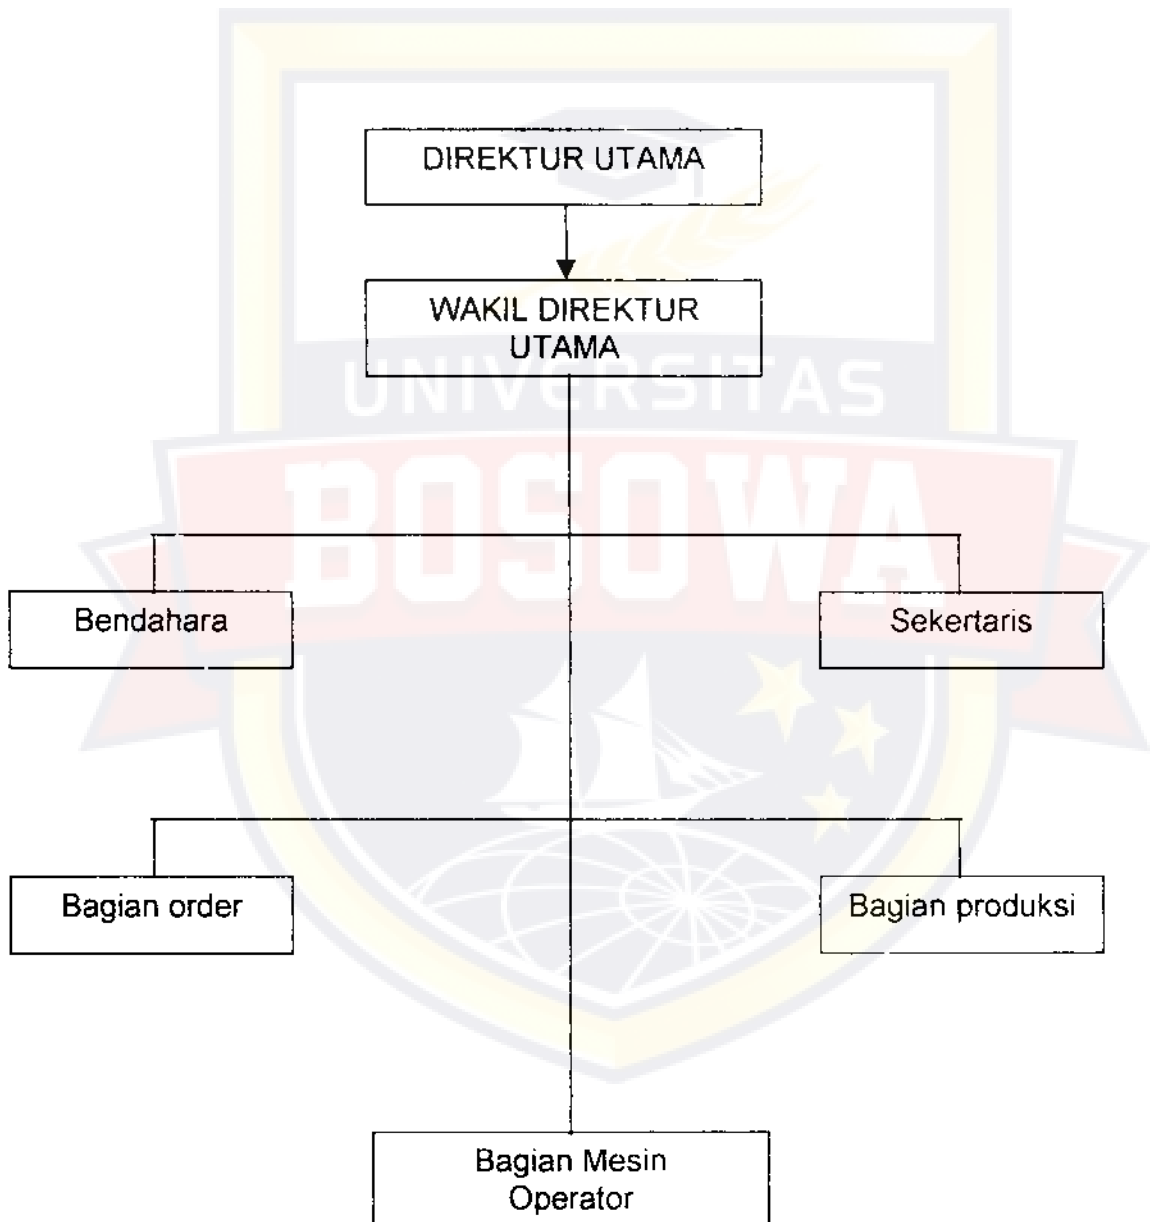 DIREKTUR UTAMA
WAKIL DIREKTUR
UTAMA
UNIVERSITAS
BOSOWA
Bendahara
Sekertaris
Bagian order
Bagian produksi
Bagian Mesin
Operator